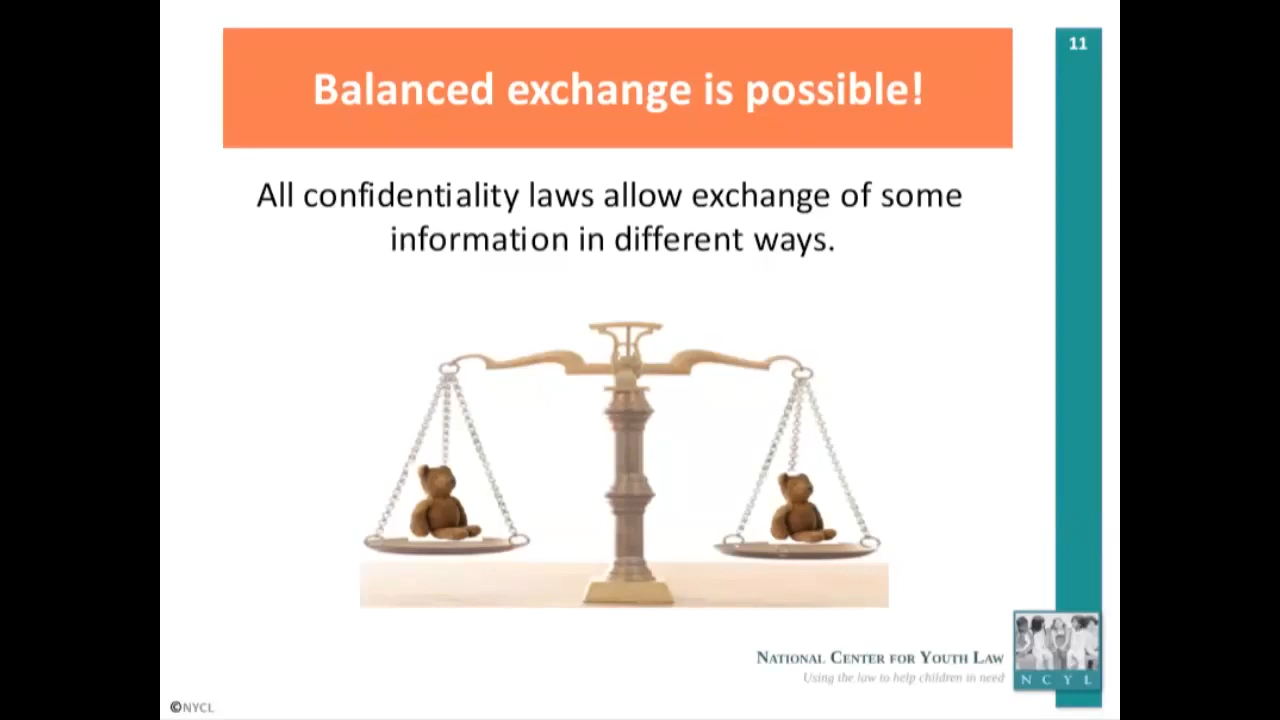 11
Balanced exchange is possible!
All confidentiality laws allow exchange of some
information in different ways.
NATIONAL CENTER FOR YOUTH LAW
Using the law to help children in need
NCYL
©NYCL